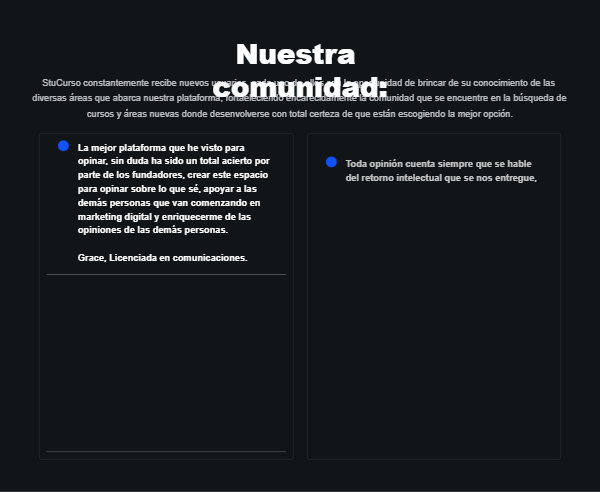 Nuestra
comunidad:
StuCurso constantemente recibe nuevos usuarios, cada uno de ellos con la oportunidad de brincar de su conocimiento de las
diversas áreas que abarca nuestra plataforma, fortaleciendo encarecidamente la comunidad que se encuentre en la búsqueda de
cursos y áreas nuevas donde desenvolverse con total certeza de que están escogiendo la mejor opción.
La mejor plataforma que he visto para
opinar, sin duda ha sido un total acierto por
parte de los fundadores, crear este espacio
para opinar sobre lo que sé, apoyar a las
demás personas que van comenzando en
marketing digital y enriquecerme de las
opiniones de las demás personas.
Grace, Licenciada en comunicaciones.
Toda opinión cuenta siempre que se hable
del retorno intelectual que se nos entregue.